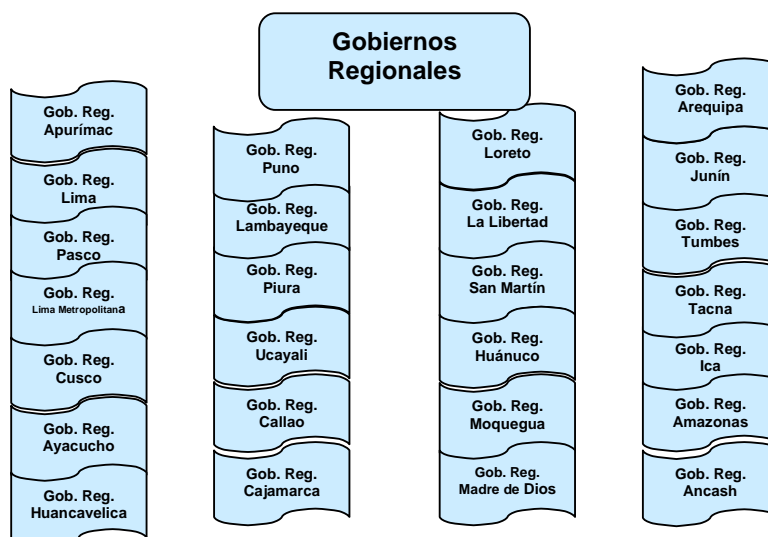 Gobiernos
Regionales
Gob. Reg.
Apurímac
Gob. Reg.
Lima
Gob. Reg.
Pasco
Gob. Reg.
Lima Metropolitana
Gob. Reg.
Cusco
Gob. Reg.
Ayacucho
Gob. Reg.
Huancavelica
Gob. Reg.
Puno
Gob. Reg.
Lambayeque
Gob. Reg.
Piura
Gob. Reg.
Ucayali
Gob. Reg.
Callao
Gob. Reg.
Cajamarca
Gob. Reg.
Loreto
Gob. Reg.
La Libertad
Gob. Reg.
San Martín
Gob. Reg.
Huánuco
Gob. Reg.
Moquegua
Gob. Reg.
Madre de Dios
Gob. Reg.
Arequipa
Gob. Reg.
Junín
Gob. Reg.
Tumbes
Gob. Reg.
Tacna
Gob. Reg.
Ica
Gob. Reg.
Amazonas
Gob. Reg.
Ancash